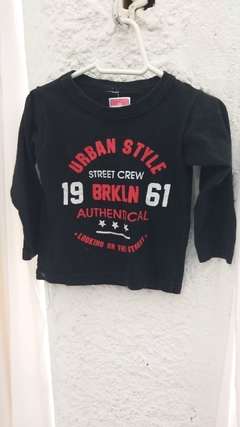 URBAN STYLE
STREET CREW
19 BRKLN 61
AUTHENTICAL
• LOOKING ON THE STREET •